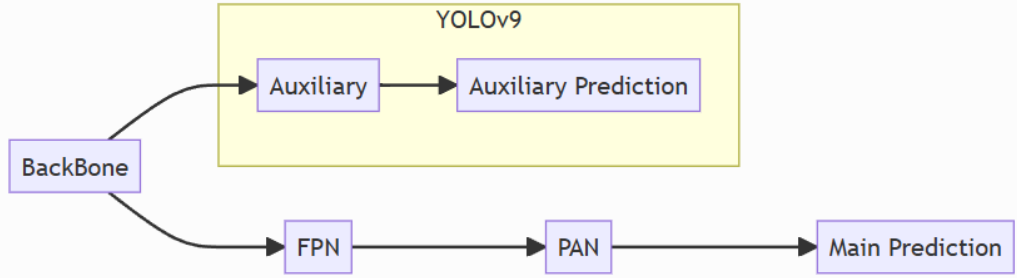 YOLOv9
Auxiliary
Auxiliary Prediction
BackBone
FPN
PAN
Main Prediction